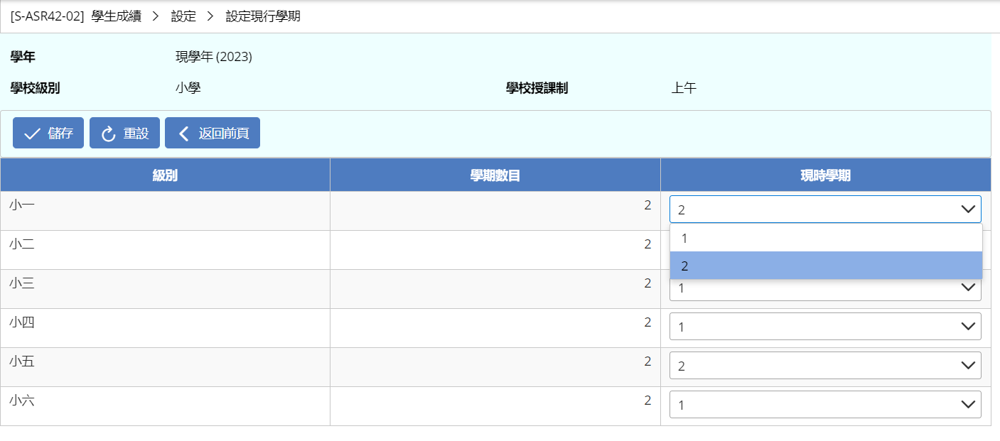 [S-ASR42-02] 學生成績 > 設定 > 設定現行學期
學年 現學年 (2023)
學校級別 小學 學校授課制 上午
儲存 重設 返回前頁
級別 學期數目 現時學期
小一 2 2
1
小二 2
2
小三 2 1
小四 2 1
小五 2 2
小六 2 1